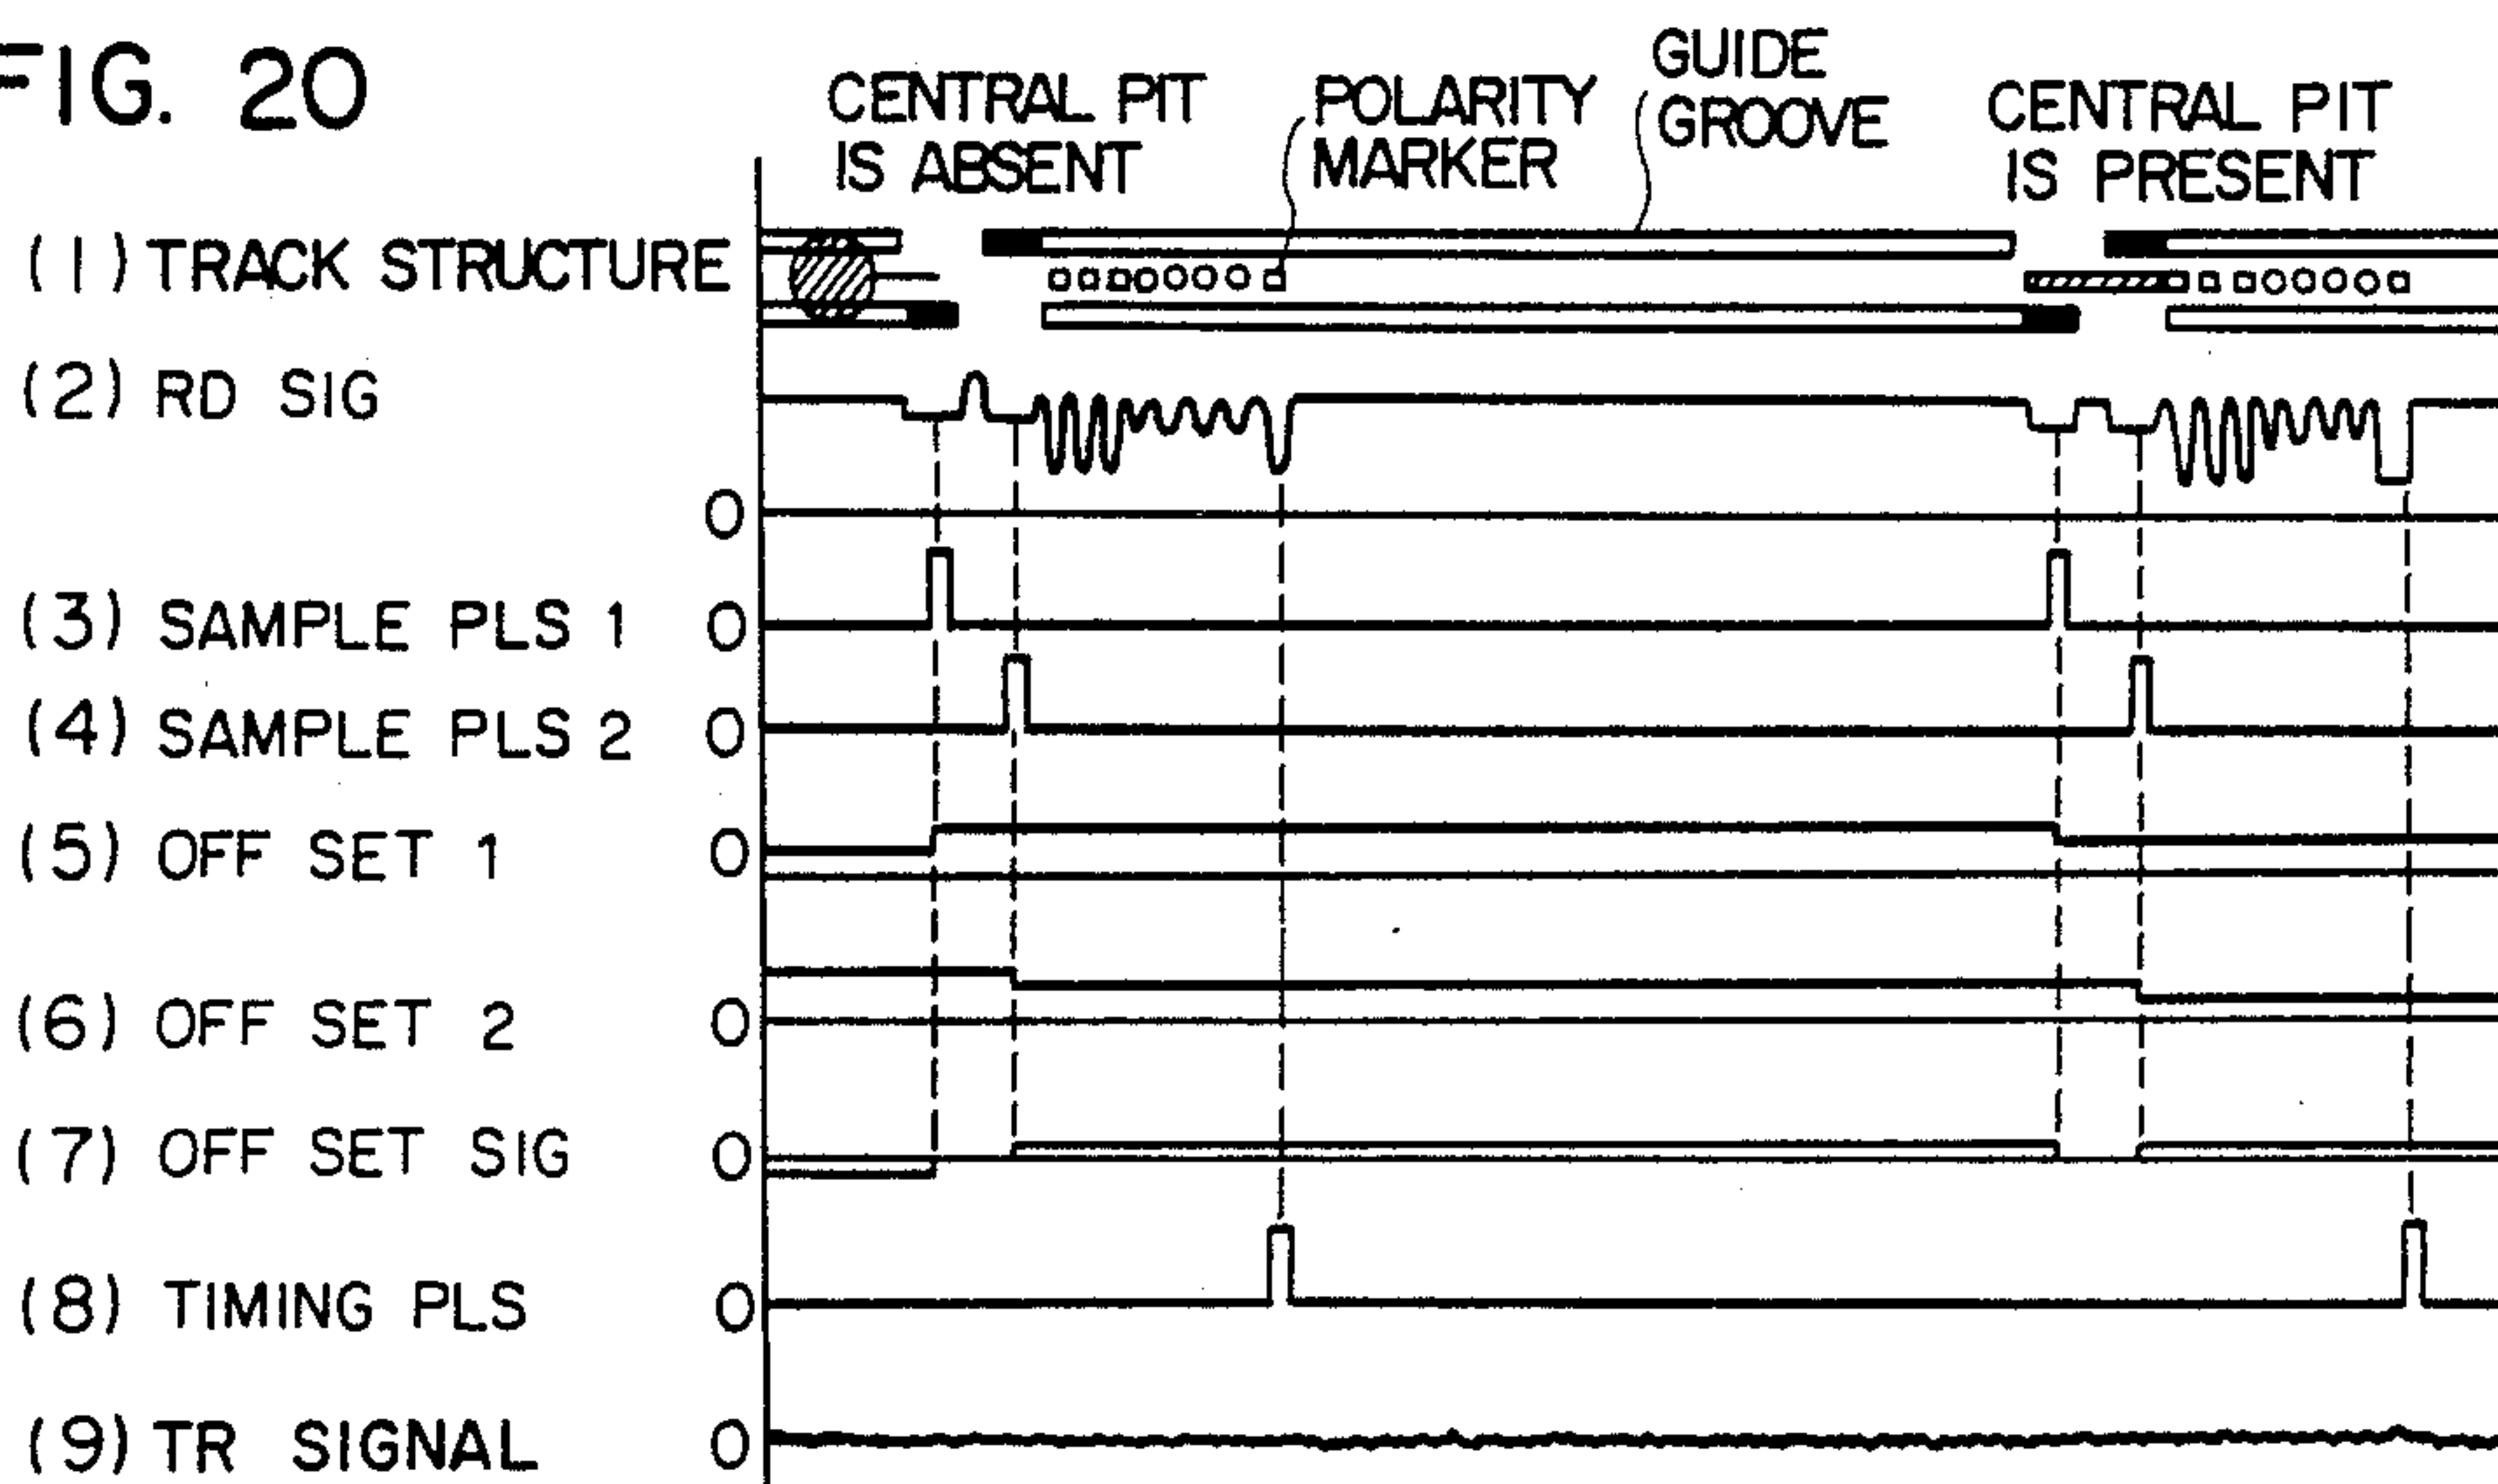 FIG. 20
CENTRAL PIT
IS ABSENT
POLARITY
MARKER
GUIDE
GROOVE
CENTRAL PIT
IS PRESENT
(1) TRACK STRUCTURE
(2) RD SIG
0
(3) SAMPLE PLS 1 0
(4) SAMPLE PLS 2 0
(5) OFF SET 1 0
(6) OFF SET 2 0
(7) OFF SET SIG 0
(8) TIMING PLS 0
(9) TR SIGNAL 0